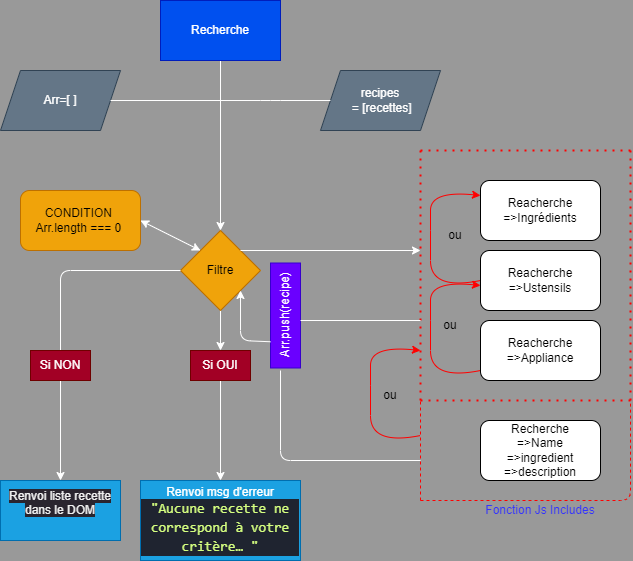 Recherche
Arr=[ ]
recipes
= [recettes]
CONDITION
Arr.length === 0
Filtre
Arr.push(recipe)
ou
Reacherche
=>Ingrédients
ou
Reacherche
=>Ustensils
Reacherche
=>Appliance
ou
Si NON
Si OUI
Recherche
=>Name
=>ingredient
=>description
Fonction Js Includes
Renvoi liste recette
dans le DOM
Renvoi msg d'erreur
"Aucune recette ne
correspond à votre
critère… "